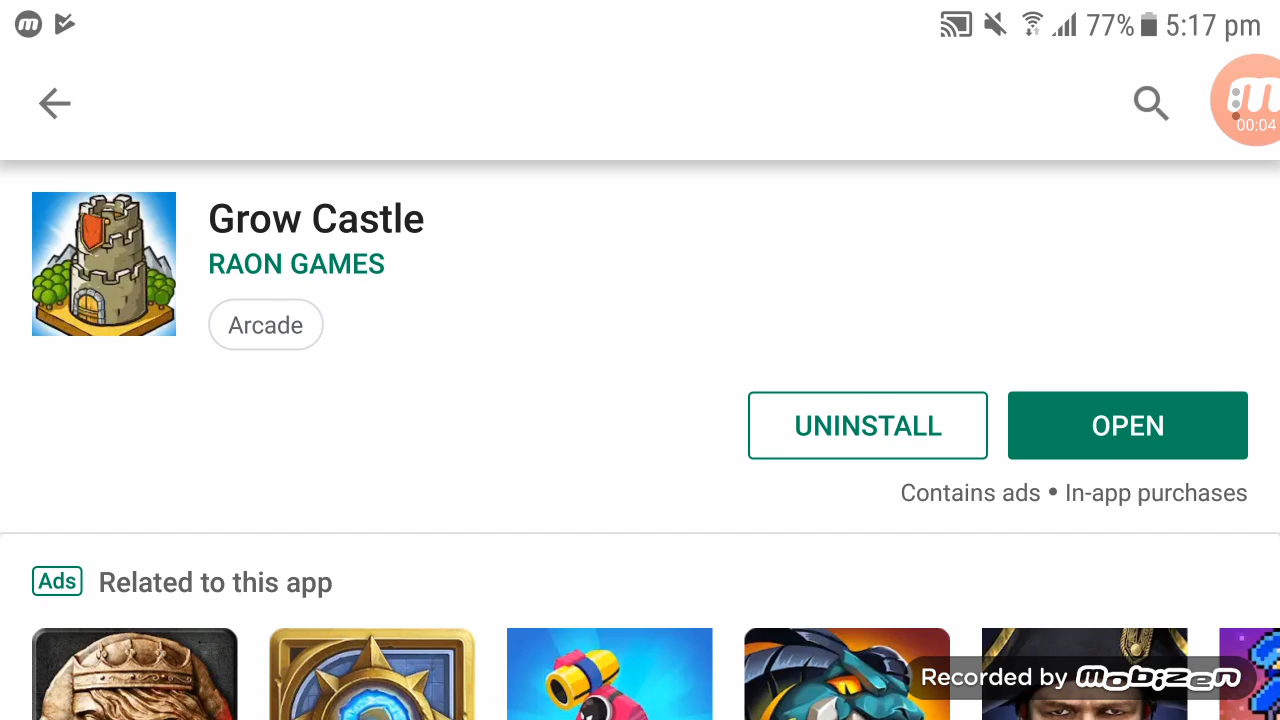 77% 5:17 pm
00:04
Grow Castle
RAON GAMES
Arcade
UNINSTALL
OPEN
Contains ads • In-app purchases
Ads Related to this app
Recorded by mobizen